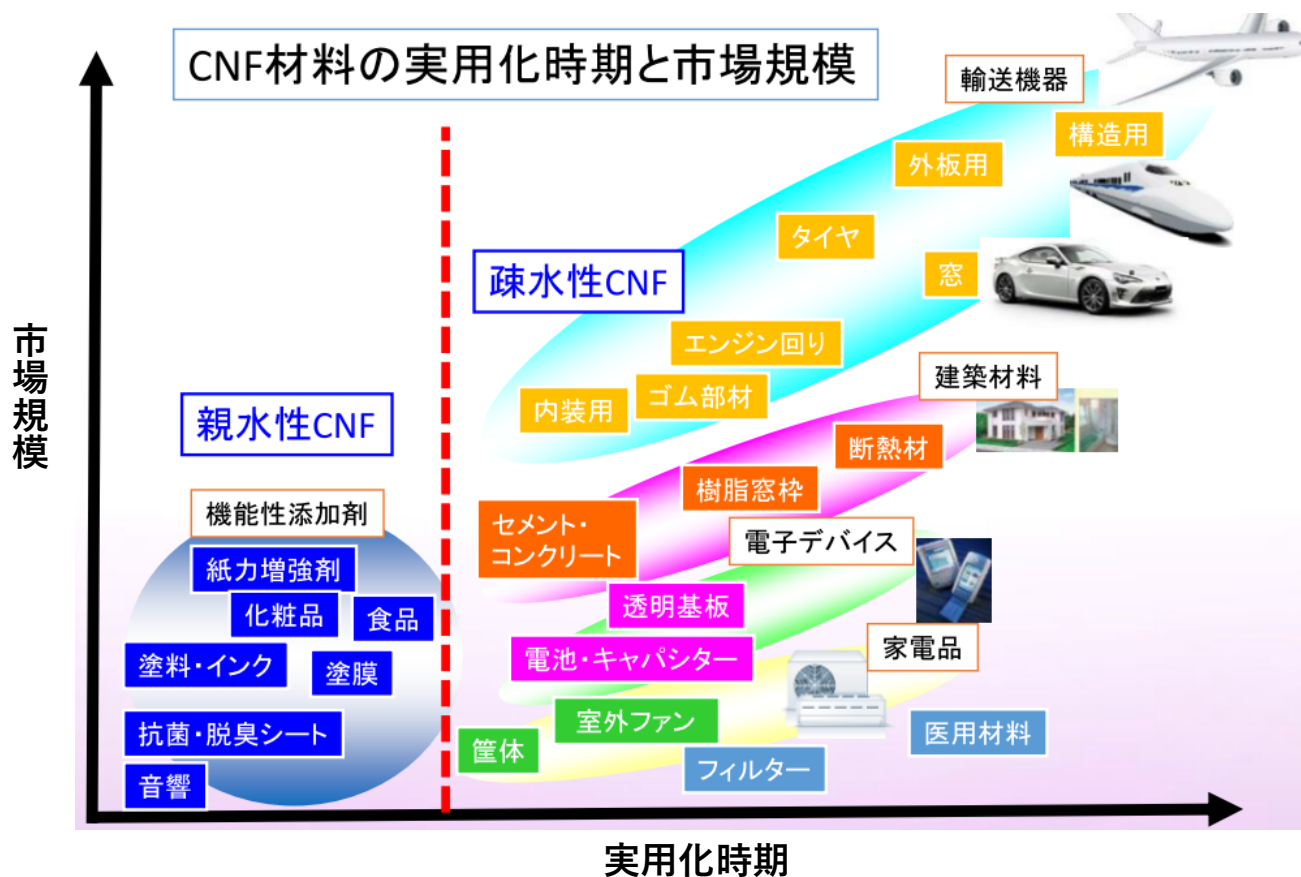 CNF材料の実用化時期と市場規模
輸送機器
構造用
外板用
タイヤ
窓
疎水性CNF
エンジン回り
ゴム部材
内装用
建築材料
断熱材
樹脂窓枠
セメント・
コンクリート
電子デバイス
透明基板
電池・キャパシター
家電品
室外ファン
筐体
フィルター
医用材料
親水性CNF
機能性添加剤
紙力増強剤
化粧品
食品
塗料・インク
塗膜
抗菌・脱臭シート
音響
市場規模
実用化時期